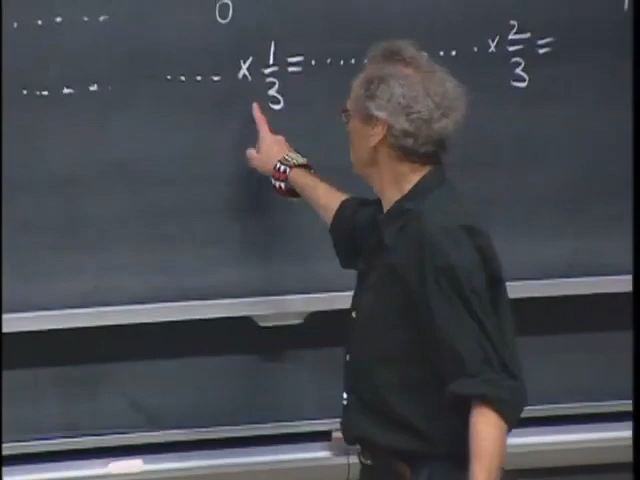 ..... 0
..... ..... × 1/3 = ..... ..... × 2/3 =